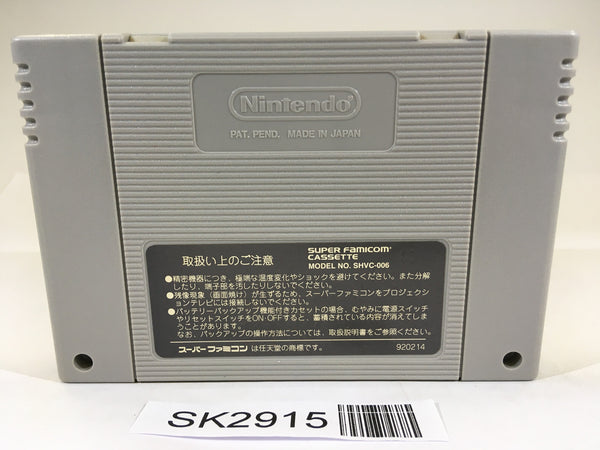 Nintendo®
PAT. PEND. MADE IN JAPAN
取扱い上のご注意
SUPER FAMICOM™
CASSETTE
MODEL NO. SHVC-006
●精密機器につき、極端な温度変化やショックを避けてください。また分解
し たり、端子部を汚したりしないでください。
●残像現象（画面焼け）が生ずるため、スーパーファミコンをプロジェクシ
ョンテレビには接続しないでください。
●バッテリーバックアップ機能付きカセットの場合、むやみに電源スイッチ
やリセットスイッチをON・OFFすると、蓄積されている内容が消えてしま
うことがあります。
なお、バックアップの操作方法については、取扱説明書をご参照ください。
スーパーファミコンは任天堂の商標です。
920214
SK2915